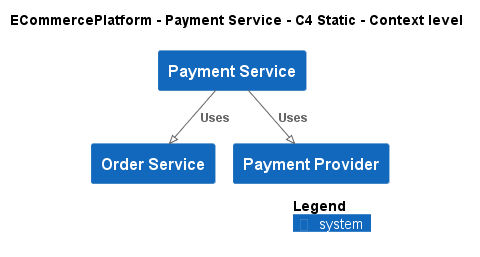 ECommercePlatform - Payment Service - C4 Static - Context level
Payment Service
Uses
Uses
Order Service
Payment Provider
Legend
system